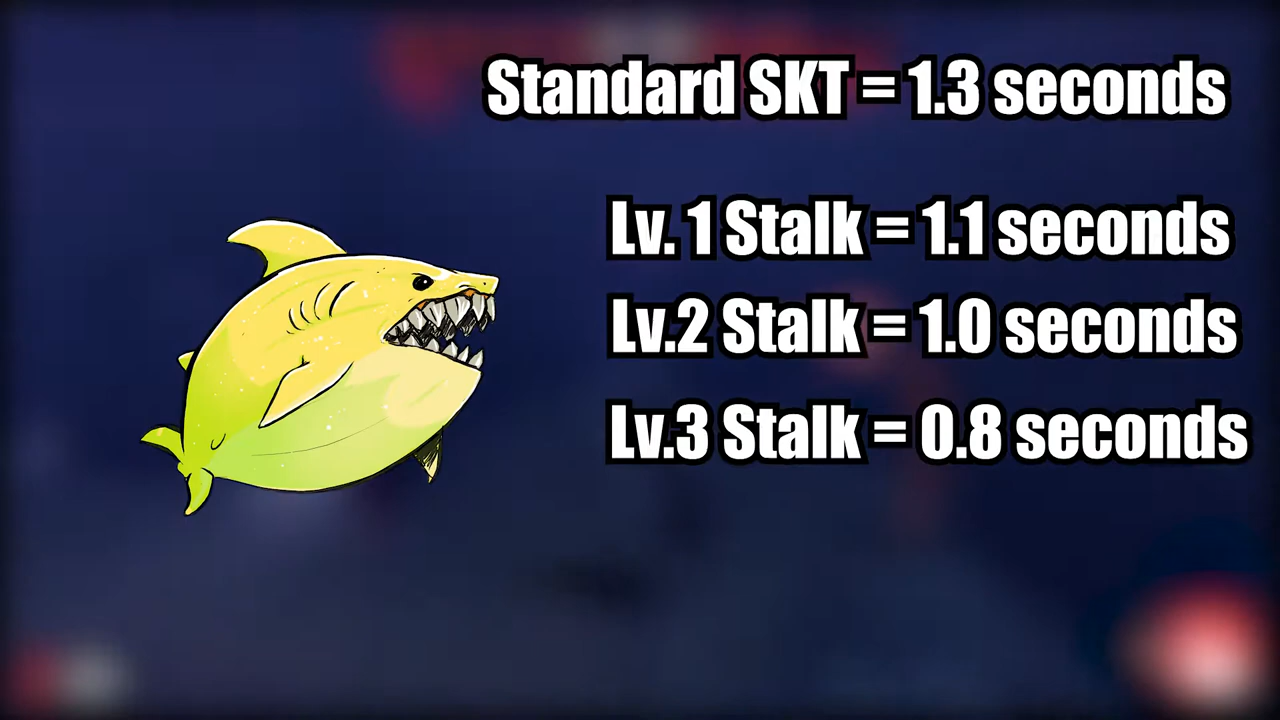 Standard SKT = 1.3 seconds
Lv. 1 Stalk = 1.1 seconds
Lv.2 Stalk = 1.0 seconds
Lv.3 Stalk = 0.8 seconds